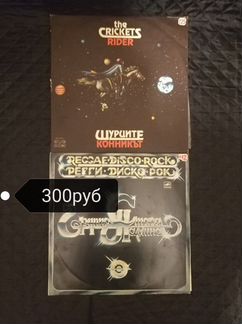 the
CRICKETS
RIDER
ЩУРЦИТЕ
КОННИКЪТ
REGGAE·DISCO·ROCK
РЕГГИ·ДИСКО·РОК
300руб